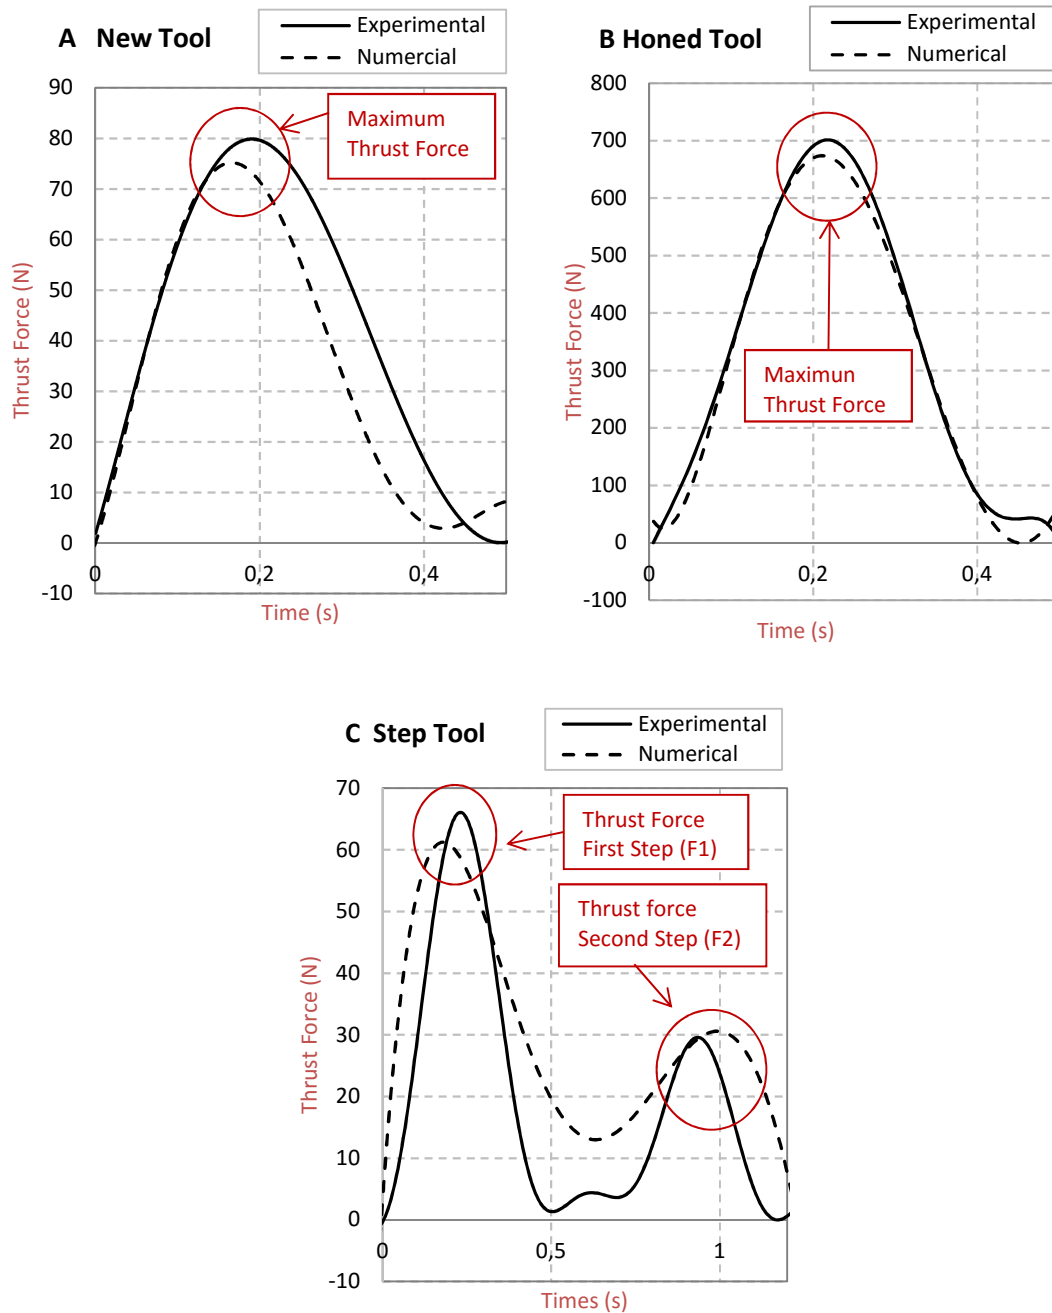 A New Tool
Experimental
Numercial
90
80
70
60
50
40
30
20
10
0
-10
0
0,2
0,4
Thrust Force (N)
Time (s)
Maximum
Thrust Force
B Honed Tool
Experimental
Numerical
800
700
600
500
400
300
200
100
0
-100
0
0,2
0,4
Thrust Force (N)
Time (s)
Maximun
Thrust Force
C Step Tool
Experimental
Numerical
70
60
50
40
30
20
10
0
-10
0
0,5
1
Thrust Force (N)
Times (s)
Thrust Force
First Step (F1)
Thrust force
Second Step (F2)